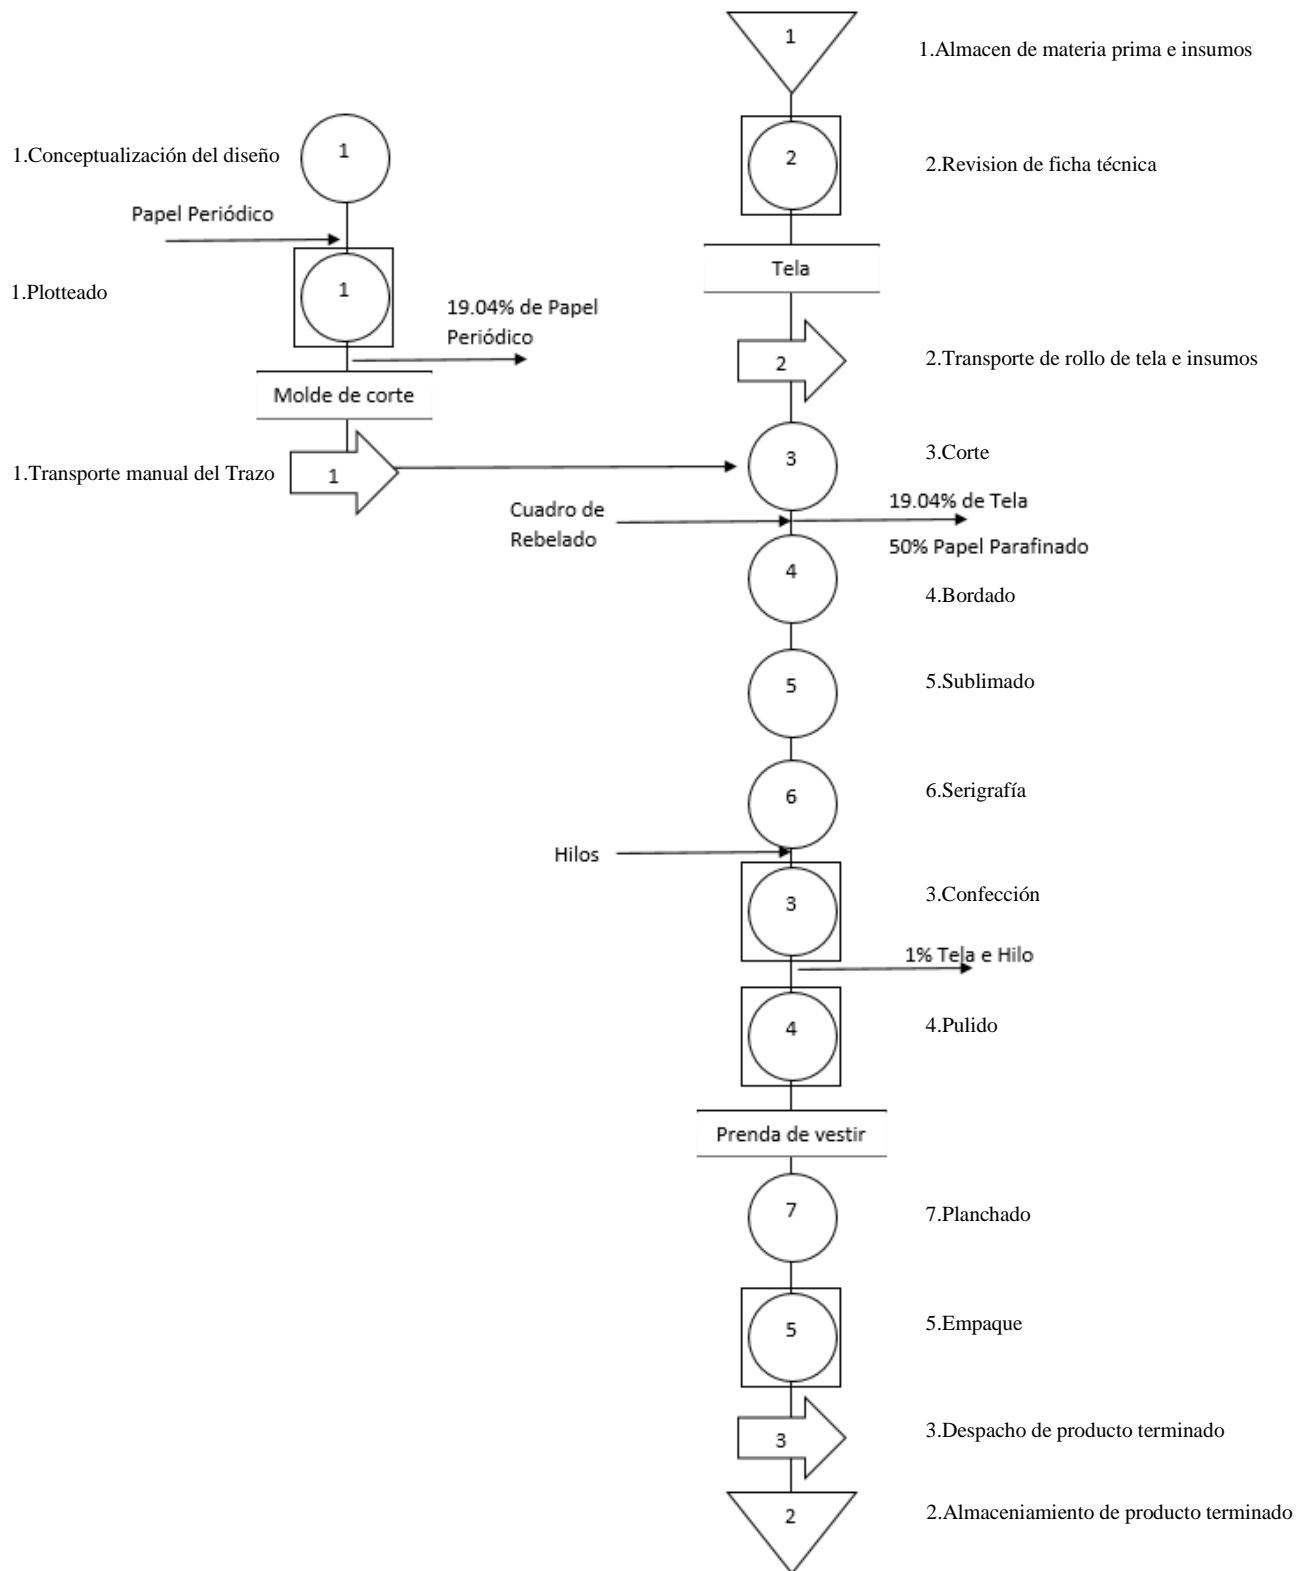 1
1.Almacen de materia prima e insumos
1.Conceptualización del diseño
1
2
2.Revision de ficha técnica
Papel Periódico
Tela
1.Plotteado
1
19.04% de Papel
Periódico
2
2.Transporte de rollo de tela e insumos
Molde de corte
1.Transporte manual del Trazo
1
3
3.Corte
Cuadro de
Rebelado
19.04% de Tela
50% Papel Parafinado
4
4.Bordado
5
5.Sublimado
6
6.Serigrafía
Hilos
3
3.Confección
1% Tela e Hilo
4
4.Pulido
Prenda de vestir
7
7.Planchado
5
5.Empaque
3
3.Despacho de producto terminado
2
2.Almaceniamiento de producto terminado